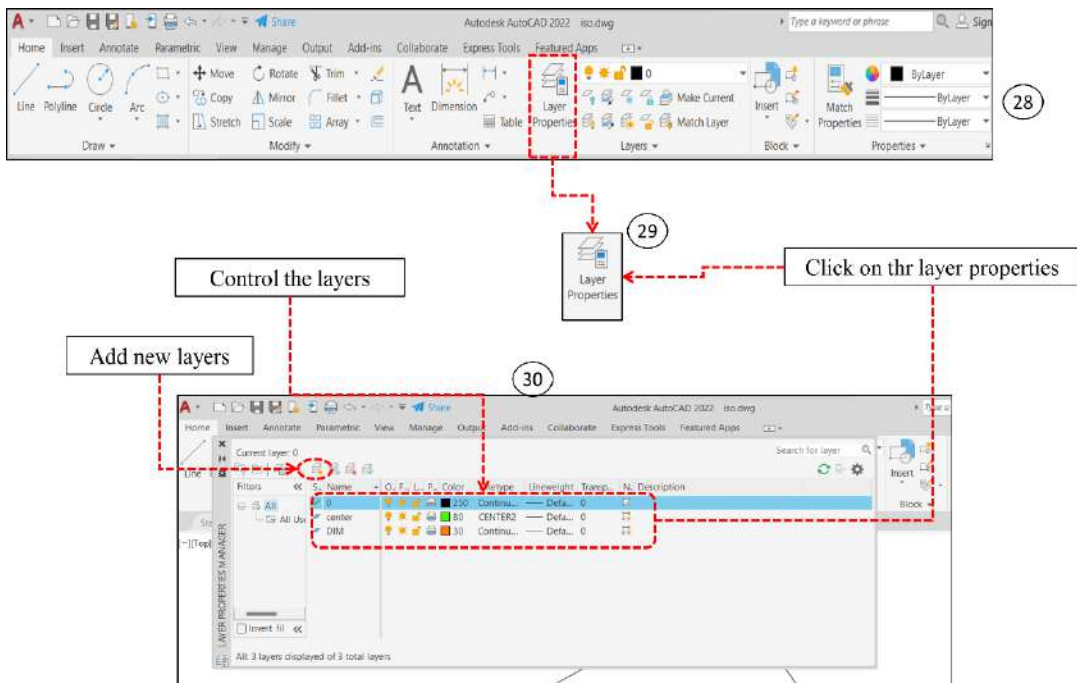 Share Autodesk AutoCAD 2022 iso.dwg Type a keyword or phrase Sign
Home Insert Annotate Parametric View Manage Output Add-ins Collaborate Express Tools Featured Apps
Move Rotate Trim
Copy Mirror Fillet
Stretch Scale Array
Line Polyline Circle Arc
Text Dimension
Table
Layer
Properties
0
Make Current
Match Layer
Insert
Match
Properties
ByLayer
ByLayer
ByLayer
Draw Modify Annotation Layers Block Properties
28
29
Layer
Properties
Control the layers
Click on thr layer properties
Add new layers
30
Share Autodesk AutoCAD 2022 iso.dwg
Home Insert Annotate Parametric View Manage Output Add-ins Collaborate Express Tools Featured Apps
Current layer: 0 Search for layer
Line
Insert
Block
Filters S.. Name O.. F.. L.. P.. Color Lineweight Transp... N.. Description
0 250 Continu... Defa... 0
center 80 CENTER2 Defa... 0
DIM 30 Continu... Defa... 0
All
All Use
[-][Top]
LAYER PROPERTIES MANAGER
Invert fil
All: 3 layers displayed of 3 total layers